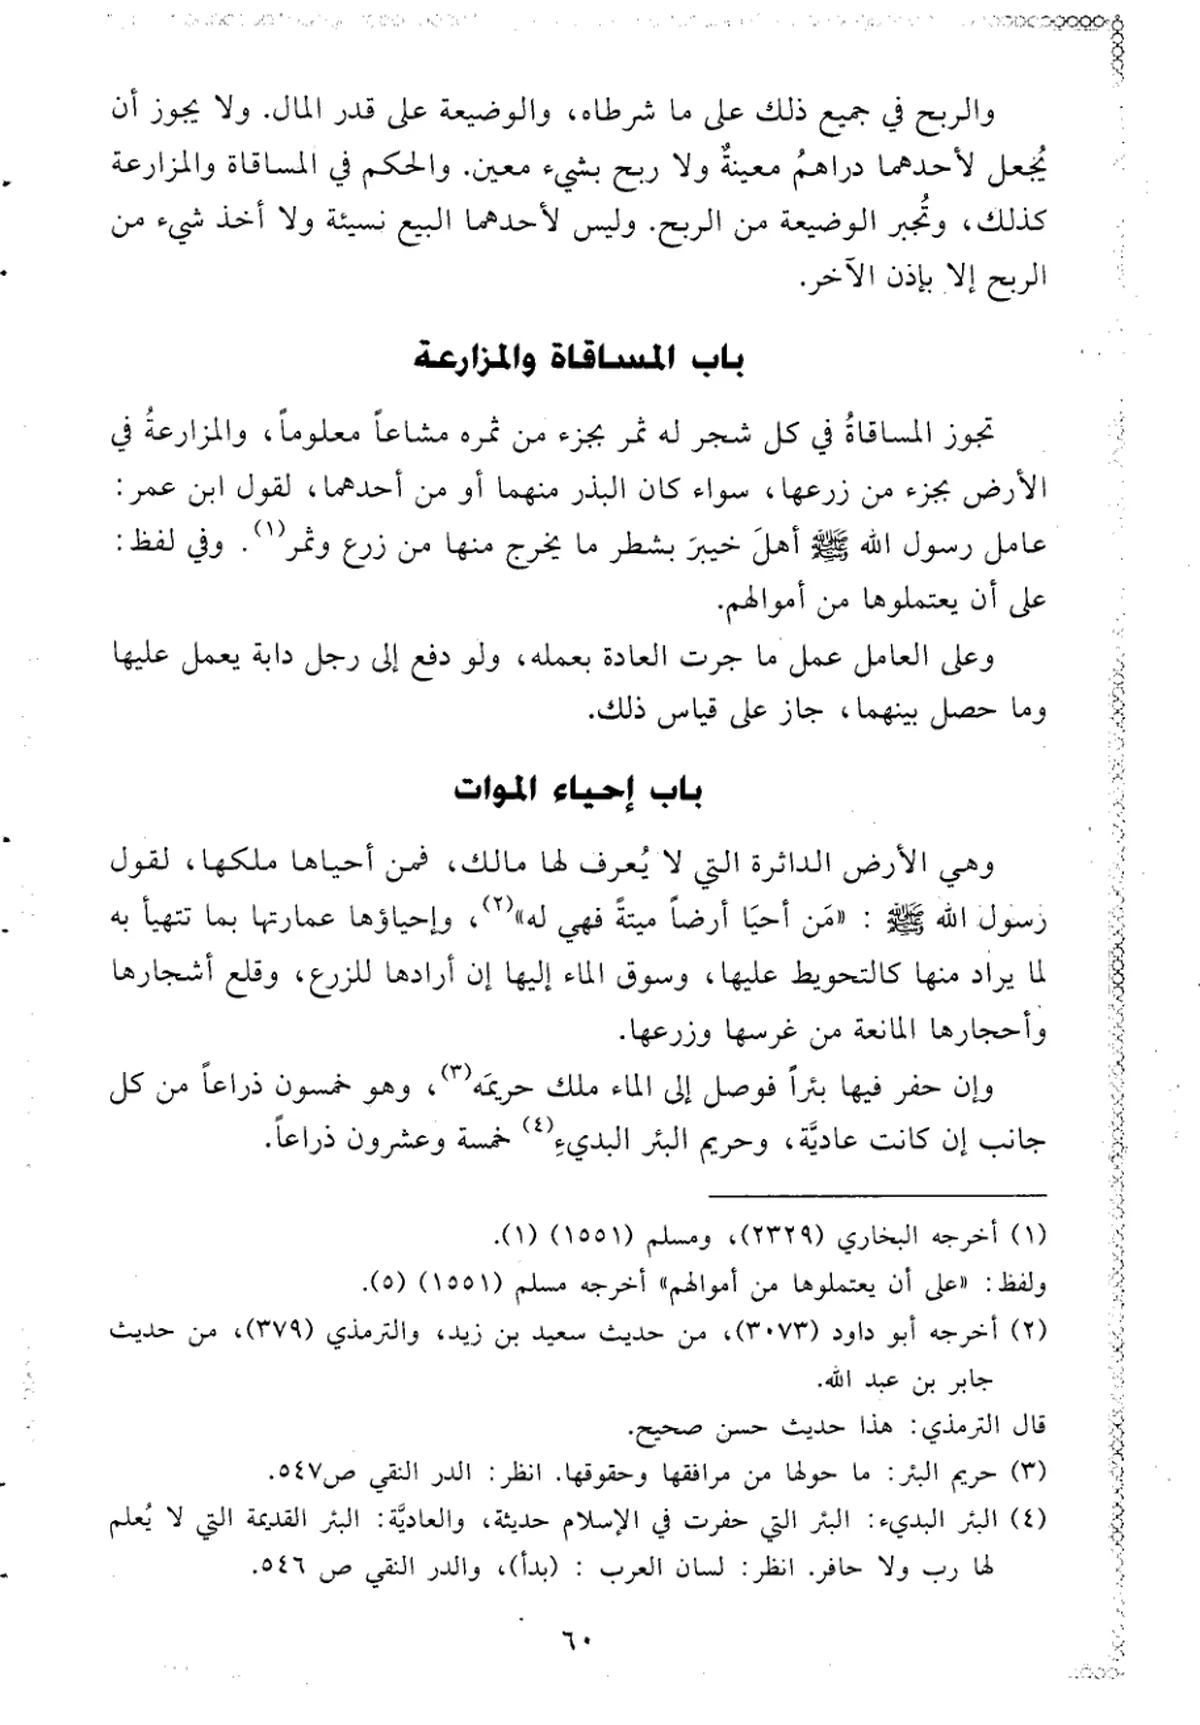 والربح في جميع ذلك على ما شرطاه، والوضيعة على قدر المال. ولا يجوز أن
يُجعل لأحدهما دراهمُ معينةٌ ولا ربح بشيء معين. والحكم في المساقاة والمزارعة
كذلك، وتُجبر الوضيعة من الربح. وليس لأحدهما البيع نسيئة ولا أخذ شيء من
الربح إلا بإذن الآخر.
باب المساقاة والمزارعة
تجوز المساقاةُ في كل شجر له ثمر بجزء من ثمره مشاعاً معلوماً، والمزارعةُ في
الأرض بجزء من زرعها، سواء كان البذر منهما أو من أحدهما، لقول ابن عمر:
عامل رسول الله ﷺ أهلَ خيبرَ بشطر ما يخرج منها من زرع وثمر(١). وفي لفظ:
على أن يعتملوها من أموالهم.
وعلى العامل عمل ما جرت العادة بعمله، ولو دفع إلى رجل دابة يعمل عليها
وما حصل بينهما، جاز على قياس ذلك.
باب إحياء الموات
وهي الأرض الداثرة التي لا يُعرف لها مالك، فمن أحياها ملكها، لقول
رسول الله ﷺ : «مَن أحيَا أرضاً ميتةً فهي له»(٢)، وإحياؤها عمارتها بما تتهيأ به
لما يراد منها كالتحويط عليها، وسوق الماء إليها إن أرادها للزرع، وقلع أشجارها
وأحجارها المانعة من غرسها وزرعها.
وإن حفر فيها بئراً فوصل إلى الماء ملك حريمَه(٣)، وهو خمسون ذراعاً من كل
جانب إن كانت عاديَّة، وحريم البئر البديءِ(٤) خمسة وعشرون ذراعاً.
(١) أخرجه البخاري (٢٣٢٩)، ومسلم (١٥٥١) (١).
ولفظ: «على أن يعتملوها من أموالهم» أخرجه مسلم (١٥٥١) (٥).
(٢) أخرجه أبو داود (٣٠٧٣)، من حديث سعيد بن زيد، والترمذي (٣٧٩)، من حديث
جابر بن عبد الله.
قال الترمذي: هذا حديث حسن صحيح.
(٣) حريم البئر: ما حولها من مرافقها وحقوقها. انظر: الدر النقي ص٥٤٧.
(٤) البئر البديء: البئر التي حفرت في الإسلام حديثة، والعاديَّة: البئر القديمة التي لا يُعلم
لها رب ولا حافر. انظر: لسان العرب : (بدأ)، والدر النقي ص ٥٤٦.
٦٠